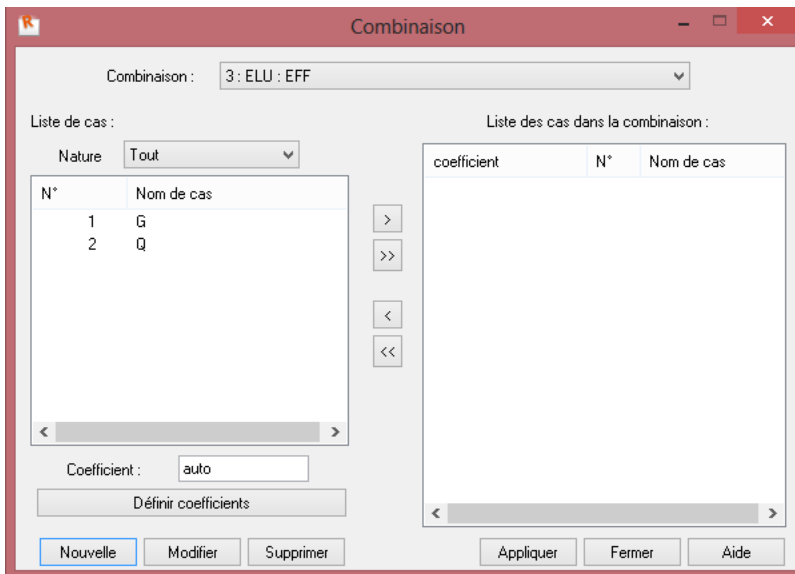 Combinaison
Combinaison : 3 : ELU : EFF
Liste de cas :
Nature Tout
N° Nom de cas
1 G
2 Q
Coefficient : auto
Définir coefficients
Nouvelle Modifier Supprimer
>
>>
<
<<
Liste des cas dans la combinaison :
coefficient N° Nom de cas
Appliquer Fermer Aide